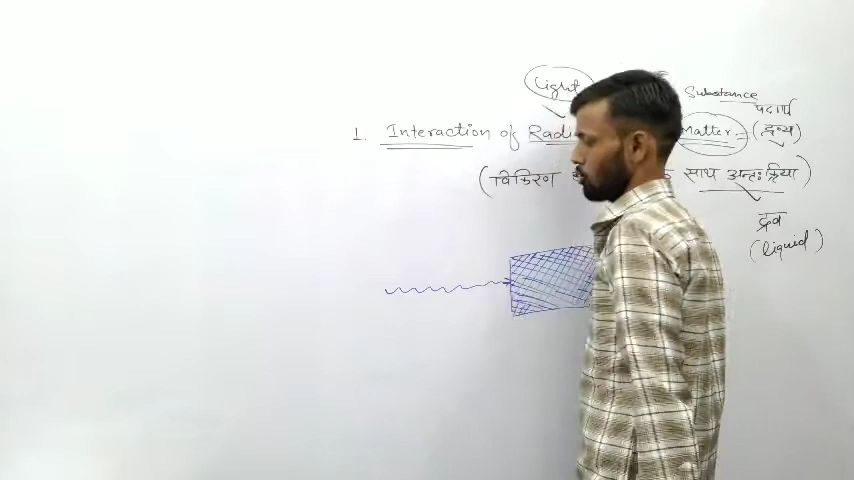 Light
Substance
पदार्थ
1. Interaction of Radi Matter = (द्रव्य)
(विकिरण साथ अन्तः क्रिया)
द्रव
(liquid)